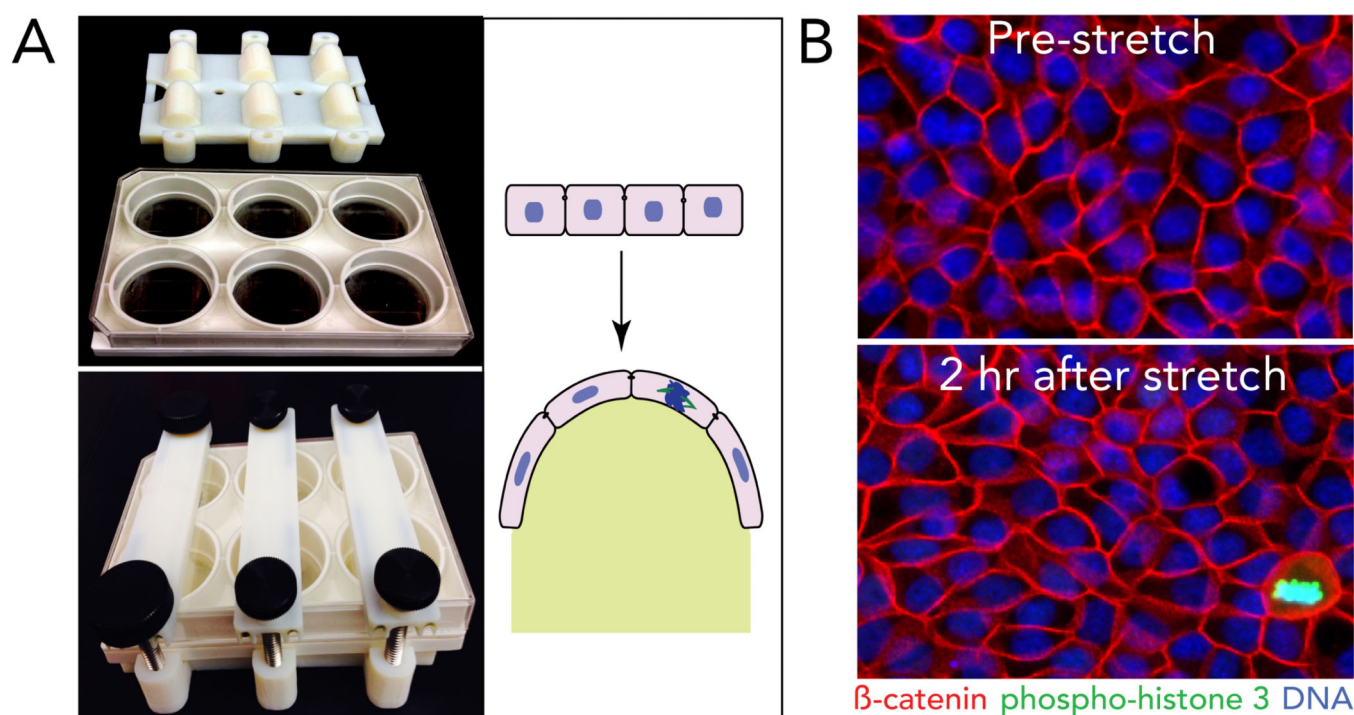 A
B
Pre-stretch
2 hr after stretch
ß-catenin phospho-histone 3 DNA